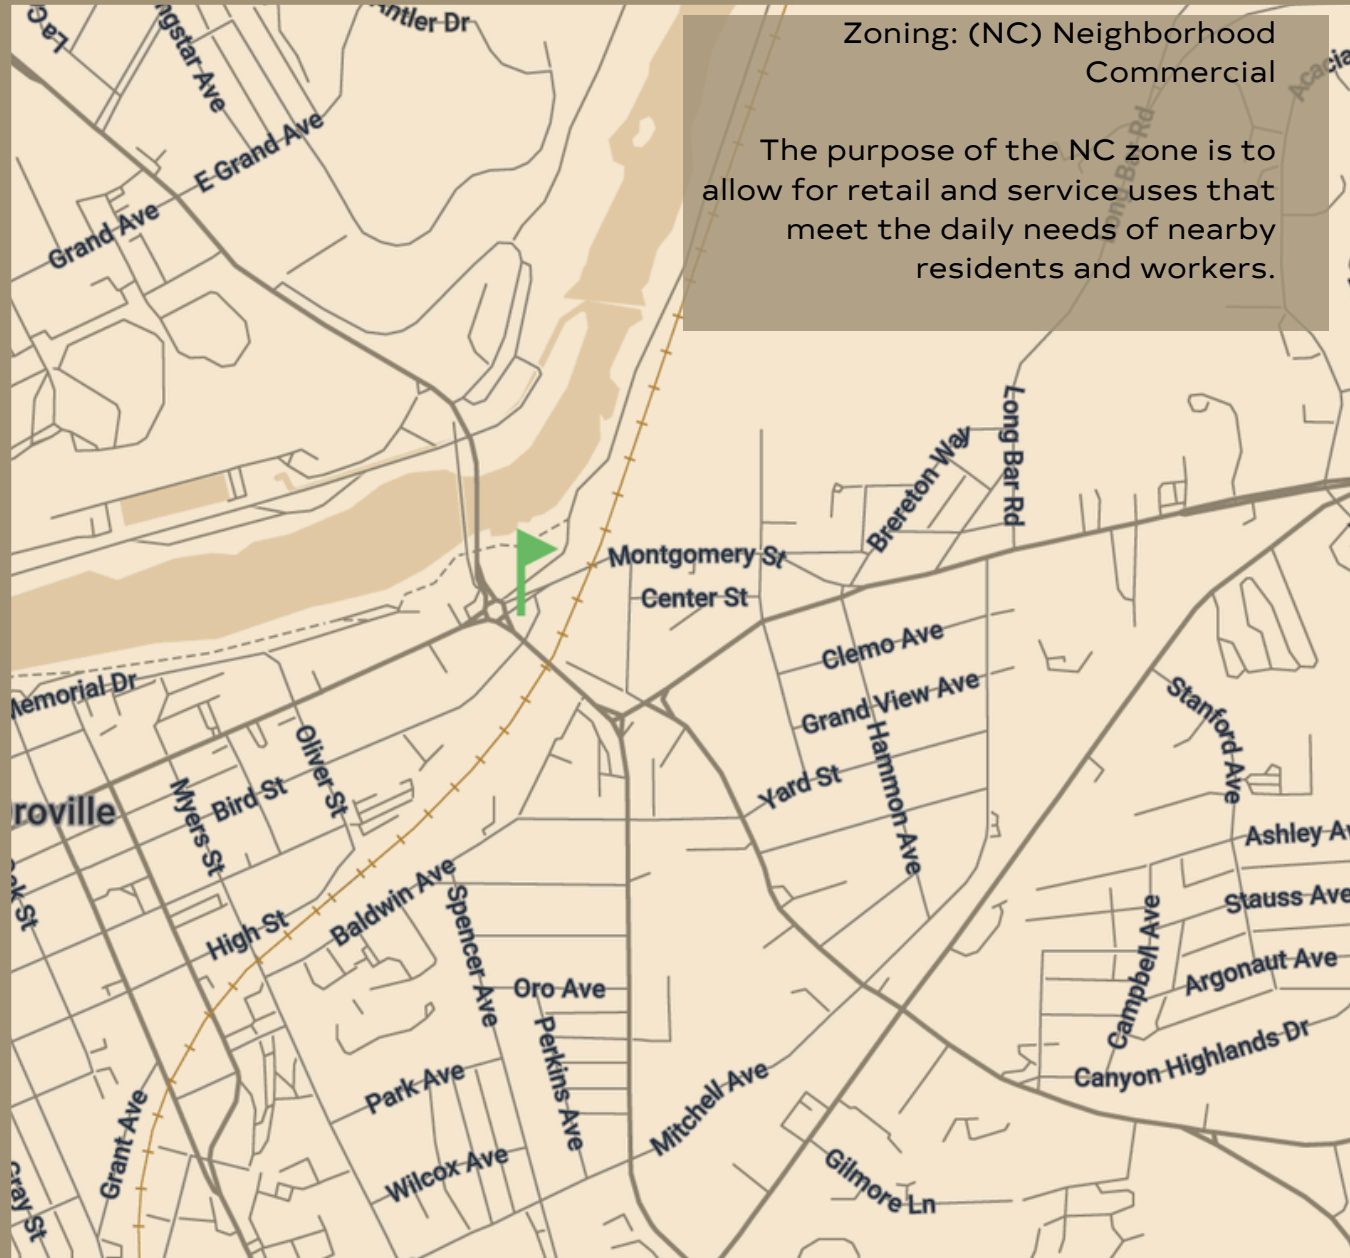 Zoning: (NC) Neighborhood
Commercial
The purpose of the NC zone is to
allow for retail and service uses that
meet the daily needs of nearby
residents and workers.
Antler Dr
E Grand Ave
Grand Ave
Long Bar Rd
Long Bar Rd
Brereton Way
Montgomery St
Center St
Clemo Ave
Grand View Ave
Hammon Ave
Yard St
Stanford Ave
Memorial Dr
Oliver St
Bird St
Myers St
roville
Ashley Av
Stauss Ave
Argonaut Ave
Campbell Ave
Canyon Highlands Dr
High St
Baldwin Ave
Spencer Ave
Oro Ave
Perkins Ave
Park Ave
Mitchell Ave
Grant Ave
Wilcox Ave
Gilmore Ln